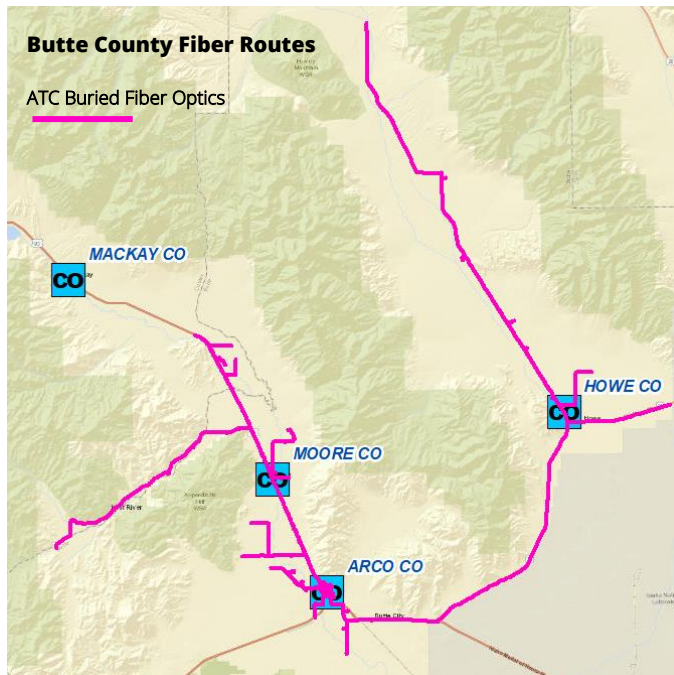 Butte County Fiber Routes
ATC Buried Fiber Optics
MACKAY CO
CO
HOWE CO
CO
Howe
MOORE CO
CO
ARCO CO
CO
Butte City